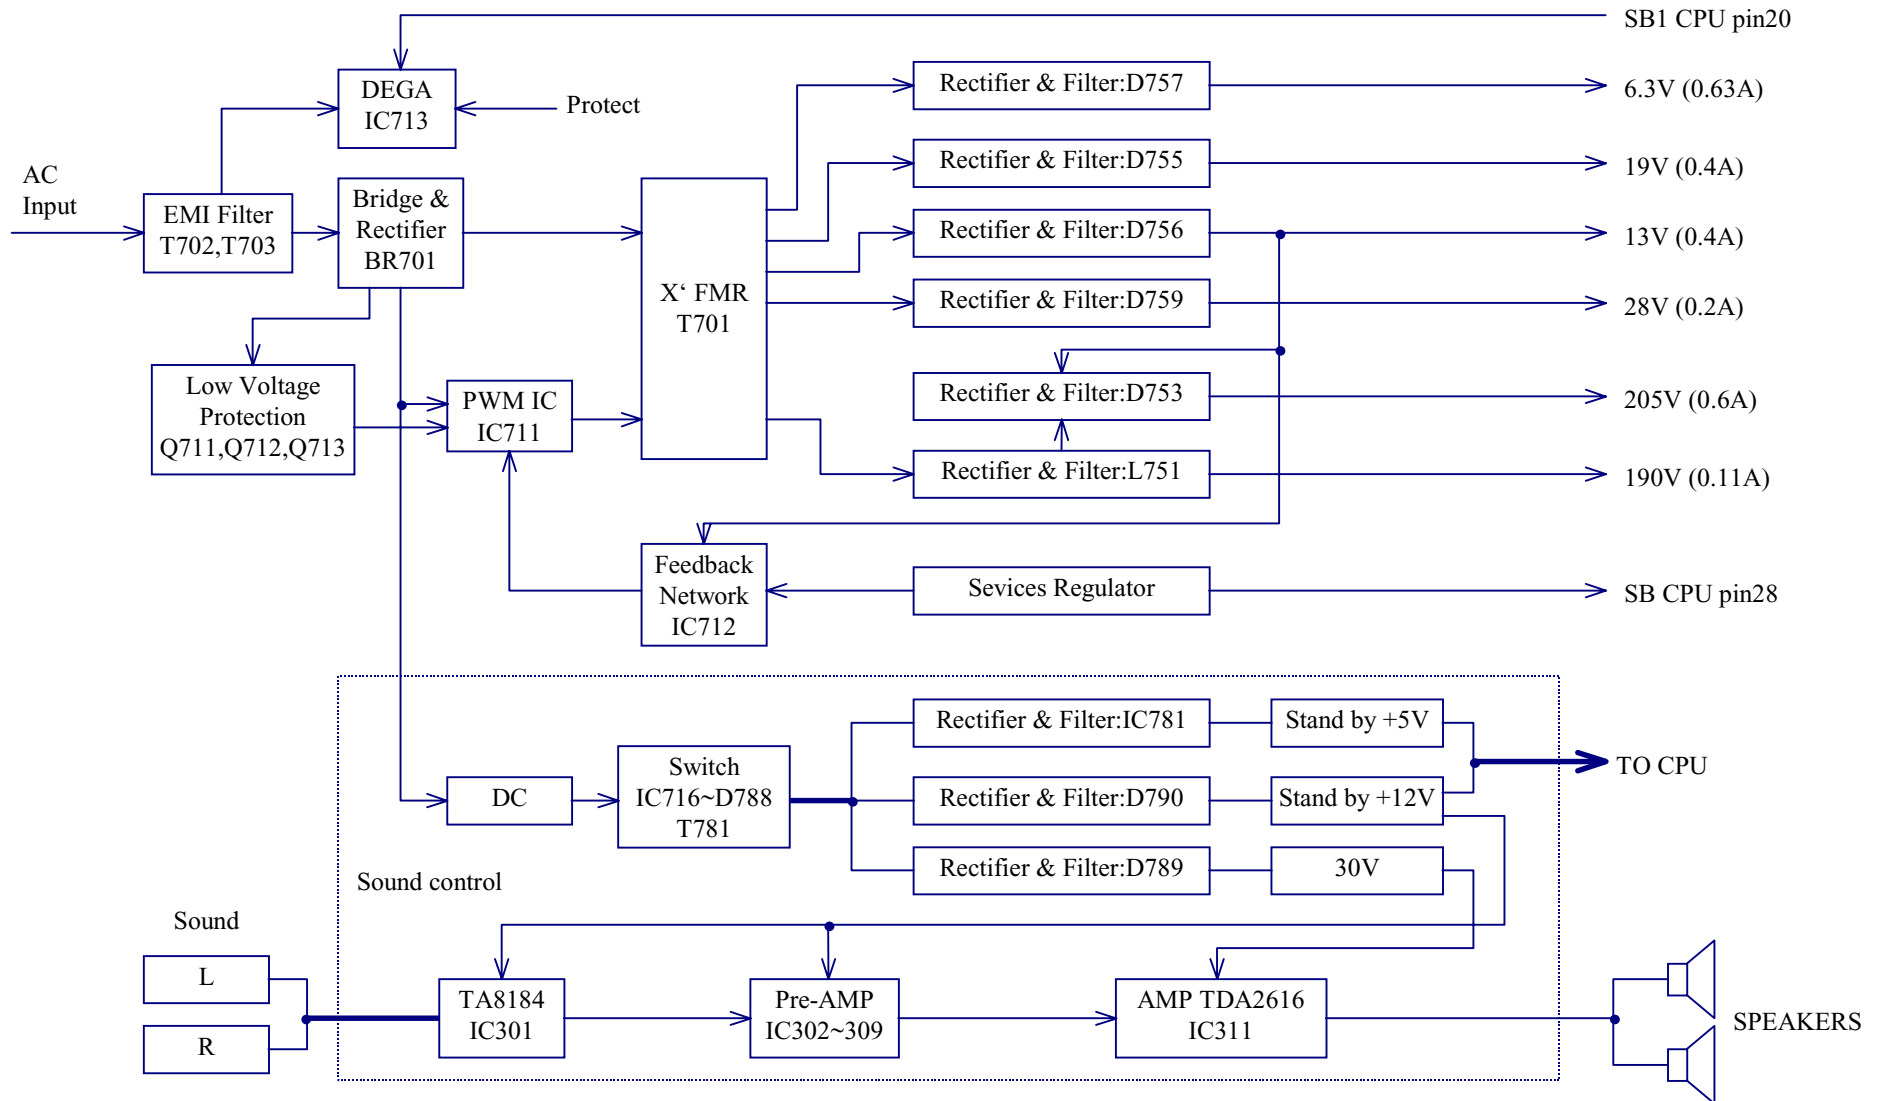 SB1 CPU pin20
DEGA
IC713
Protect
Rectifier & Filter:D757
6.3V (0.63A)
AC
Input
EMI Filter
T702,T703
Bridge &
Rectifier
BR701
X‘ FMR
T701
Rectifier & Filter:D755
19V (0.4A)
Rectifier & Filter:D756
13V (0.4A)
Rectifier & Filter:D759
28V (0.2A)
Low Voltage
Protection
Q711,Q712,Q713
PWM IC
IC711
Rectifier & Filter:D753
205V (0.6A)
Rectifier & Filter:L751
190V (0.11A)
Feedback
Network
IC712
Sevices Regulator
SB CPU pin28
Rectifier & Filter:IC781
Stand by +5V
TO CPU
DC
Switch
IC716~D788
T781
Rectifier & Filter:D790
Stand by +12V
Rectifier & Filter:D789
30V
Sound control
Sound
L
R
TA8184
IC301
Pre-AMP
IC302~309
AMP TDA2616
IC311
SPEAKERS